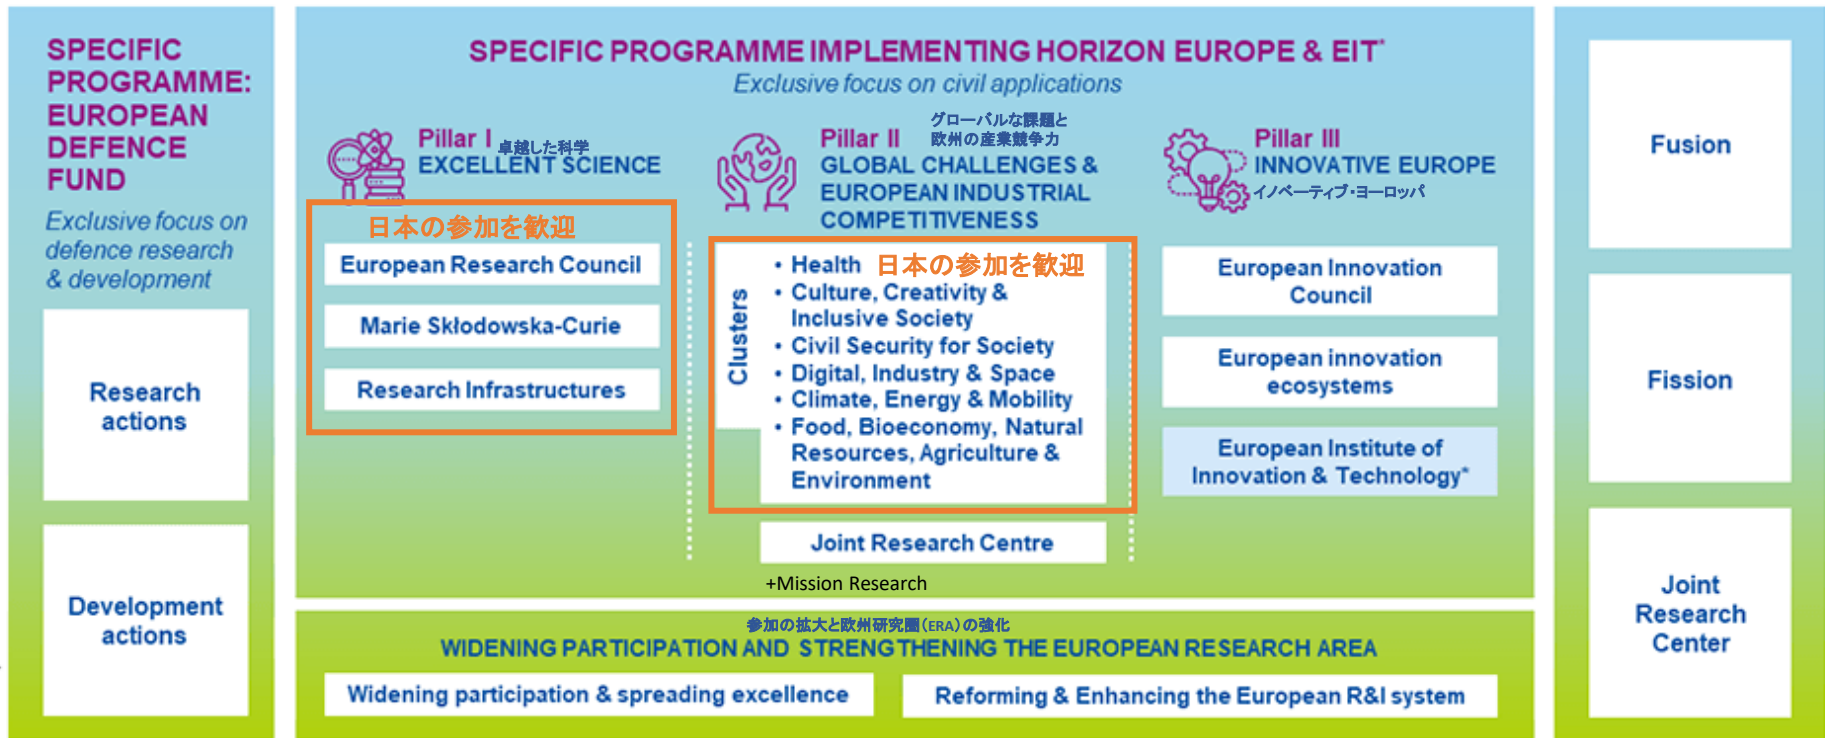 SPECIFIC
PROGRAMME:
EUROPEAN
DEFENCE
FUND
Exclusive focus on
defence research
& development
Research
actions
Development
actions
SPECIFIC PROGRAMME IMPLEMENTING HORIZON EUROPE & EIT*
Exclusive focus on civil applications
Pillar I
卓越した科学
EXCELLENT SCIENCE
日本の参加を歓迎
European Research Council
Marie Skłodowska-Curie
Research Infrastructures
グローバルな課題と
Pillar II 欧州の産業競争力
GLOBAL CHALLENGES &
EUROPEAN INDUSTRIAL
COMPETITIVENESS
Clusters
• Health 日本の参加を歓迎
• Culture, Creativity &
Inclusive Society
• Civil Security for Society
• Digital, Industry & Space
• Climate, Energy & Mobility
• Food, Bioeconomy, Natural
Resources, Agriculture &
Environment
Joint Research Centre
+Mission Research
Pillar III
INNOVATIVE EUROPE
イノベーティブ・ヨーロッパ
European Innovation
Council
European innovation
ecosystems
European Institute of
Innovation & Technology*
参加の拡大と欧州研究圏(ERA)の強化
WIDENING PARTICIPATION AND STRENGTHENING THE EUROPEAN RESEARCH AREA
Widening participation & spreading excellence
Reforming & Enhancing the European R&I system
Fusion
Fission
Joint
Research
Center